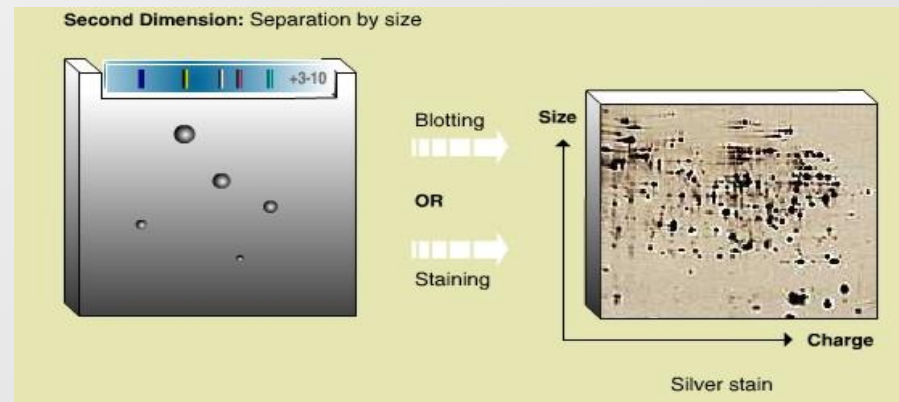 Second Dimension: Separation by size
+3-10
Blotting
OR
Staining
Size
Charge
Silver stain